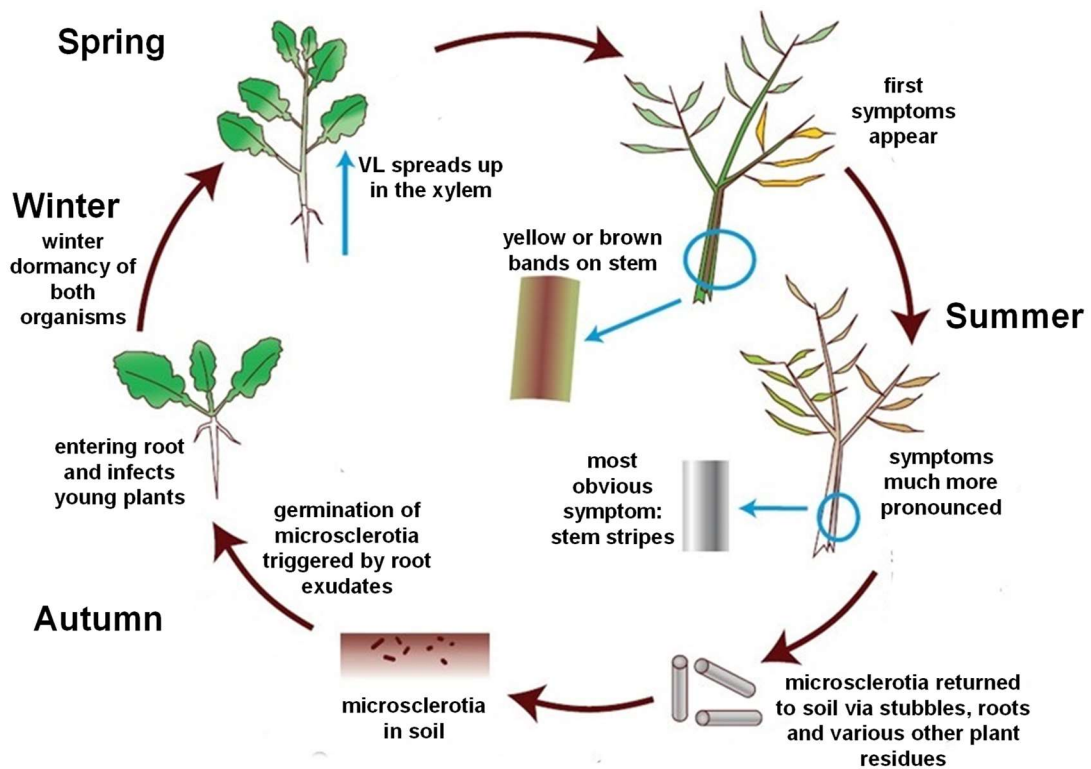 Spring
VL spreads up
in the xylem
first
symptoms
appear
yellow or brown
bands on stem
Summer
symptoms
much more
pronounced
most
obvious
symptom:
stem stripes
microsclerotia returned
to soil via stubbles, roots
and various other plant
residues
microsclerotia
in soil
Autumn
germination of
microsclerotia
triggered by root
exudates
entering root
and infects
young plants
Winter
winter
dormancy of
both
organisms